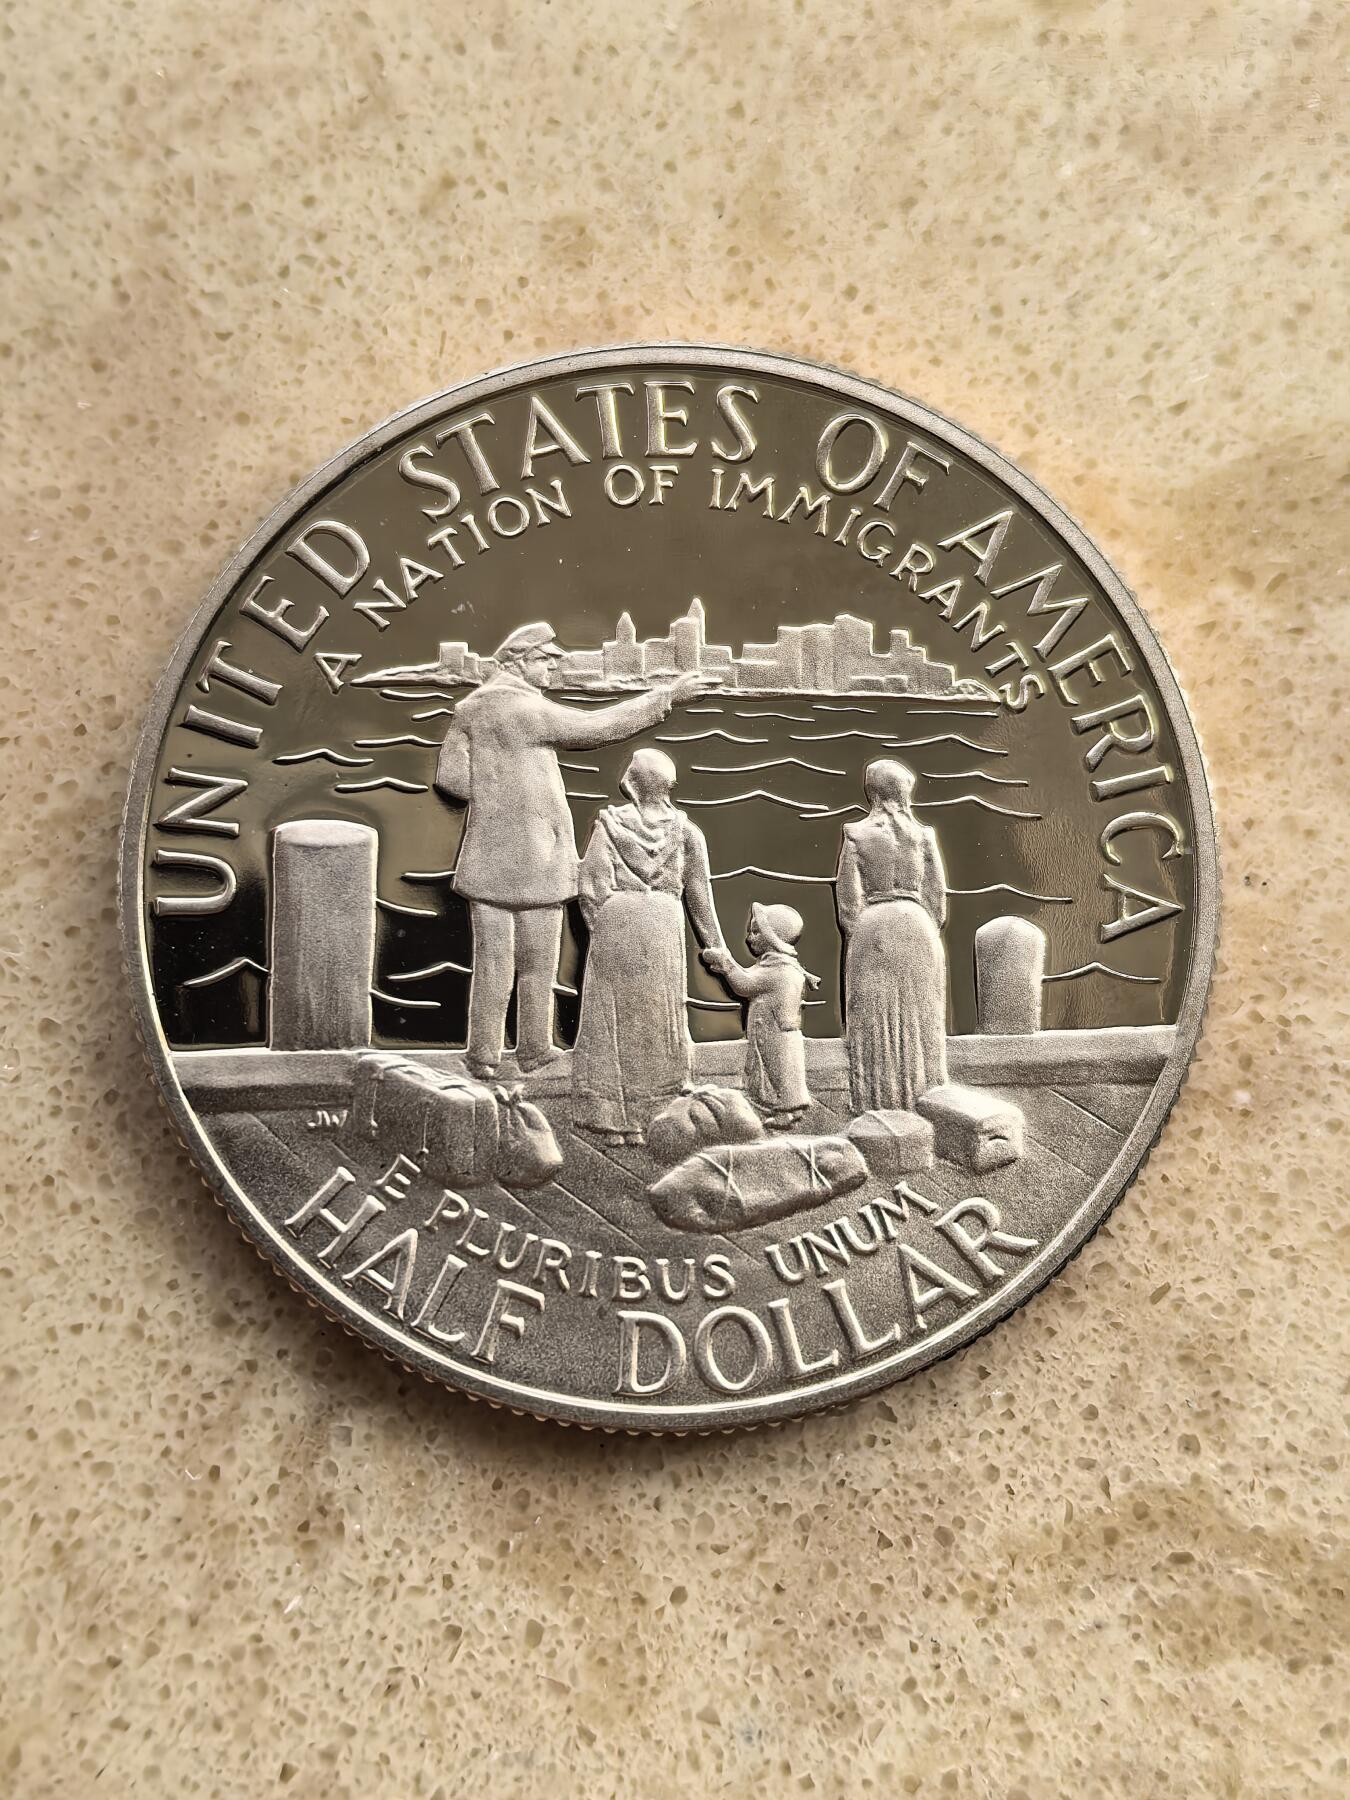 UNITED STATES OF AMERICA
A NATION OF IMMIGRANTS
JW
E PLURIBUS UNUM
HALF DOLLAR